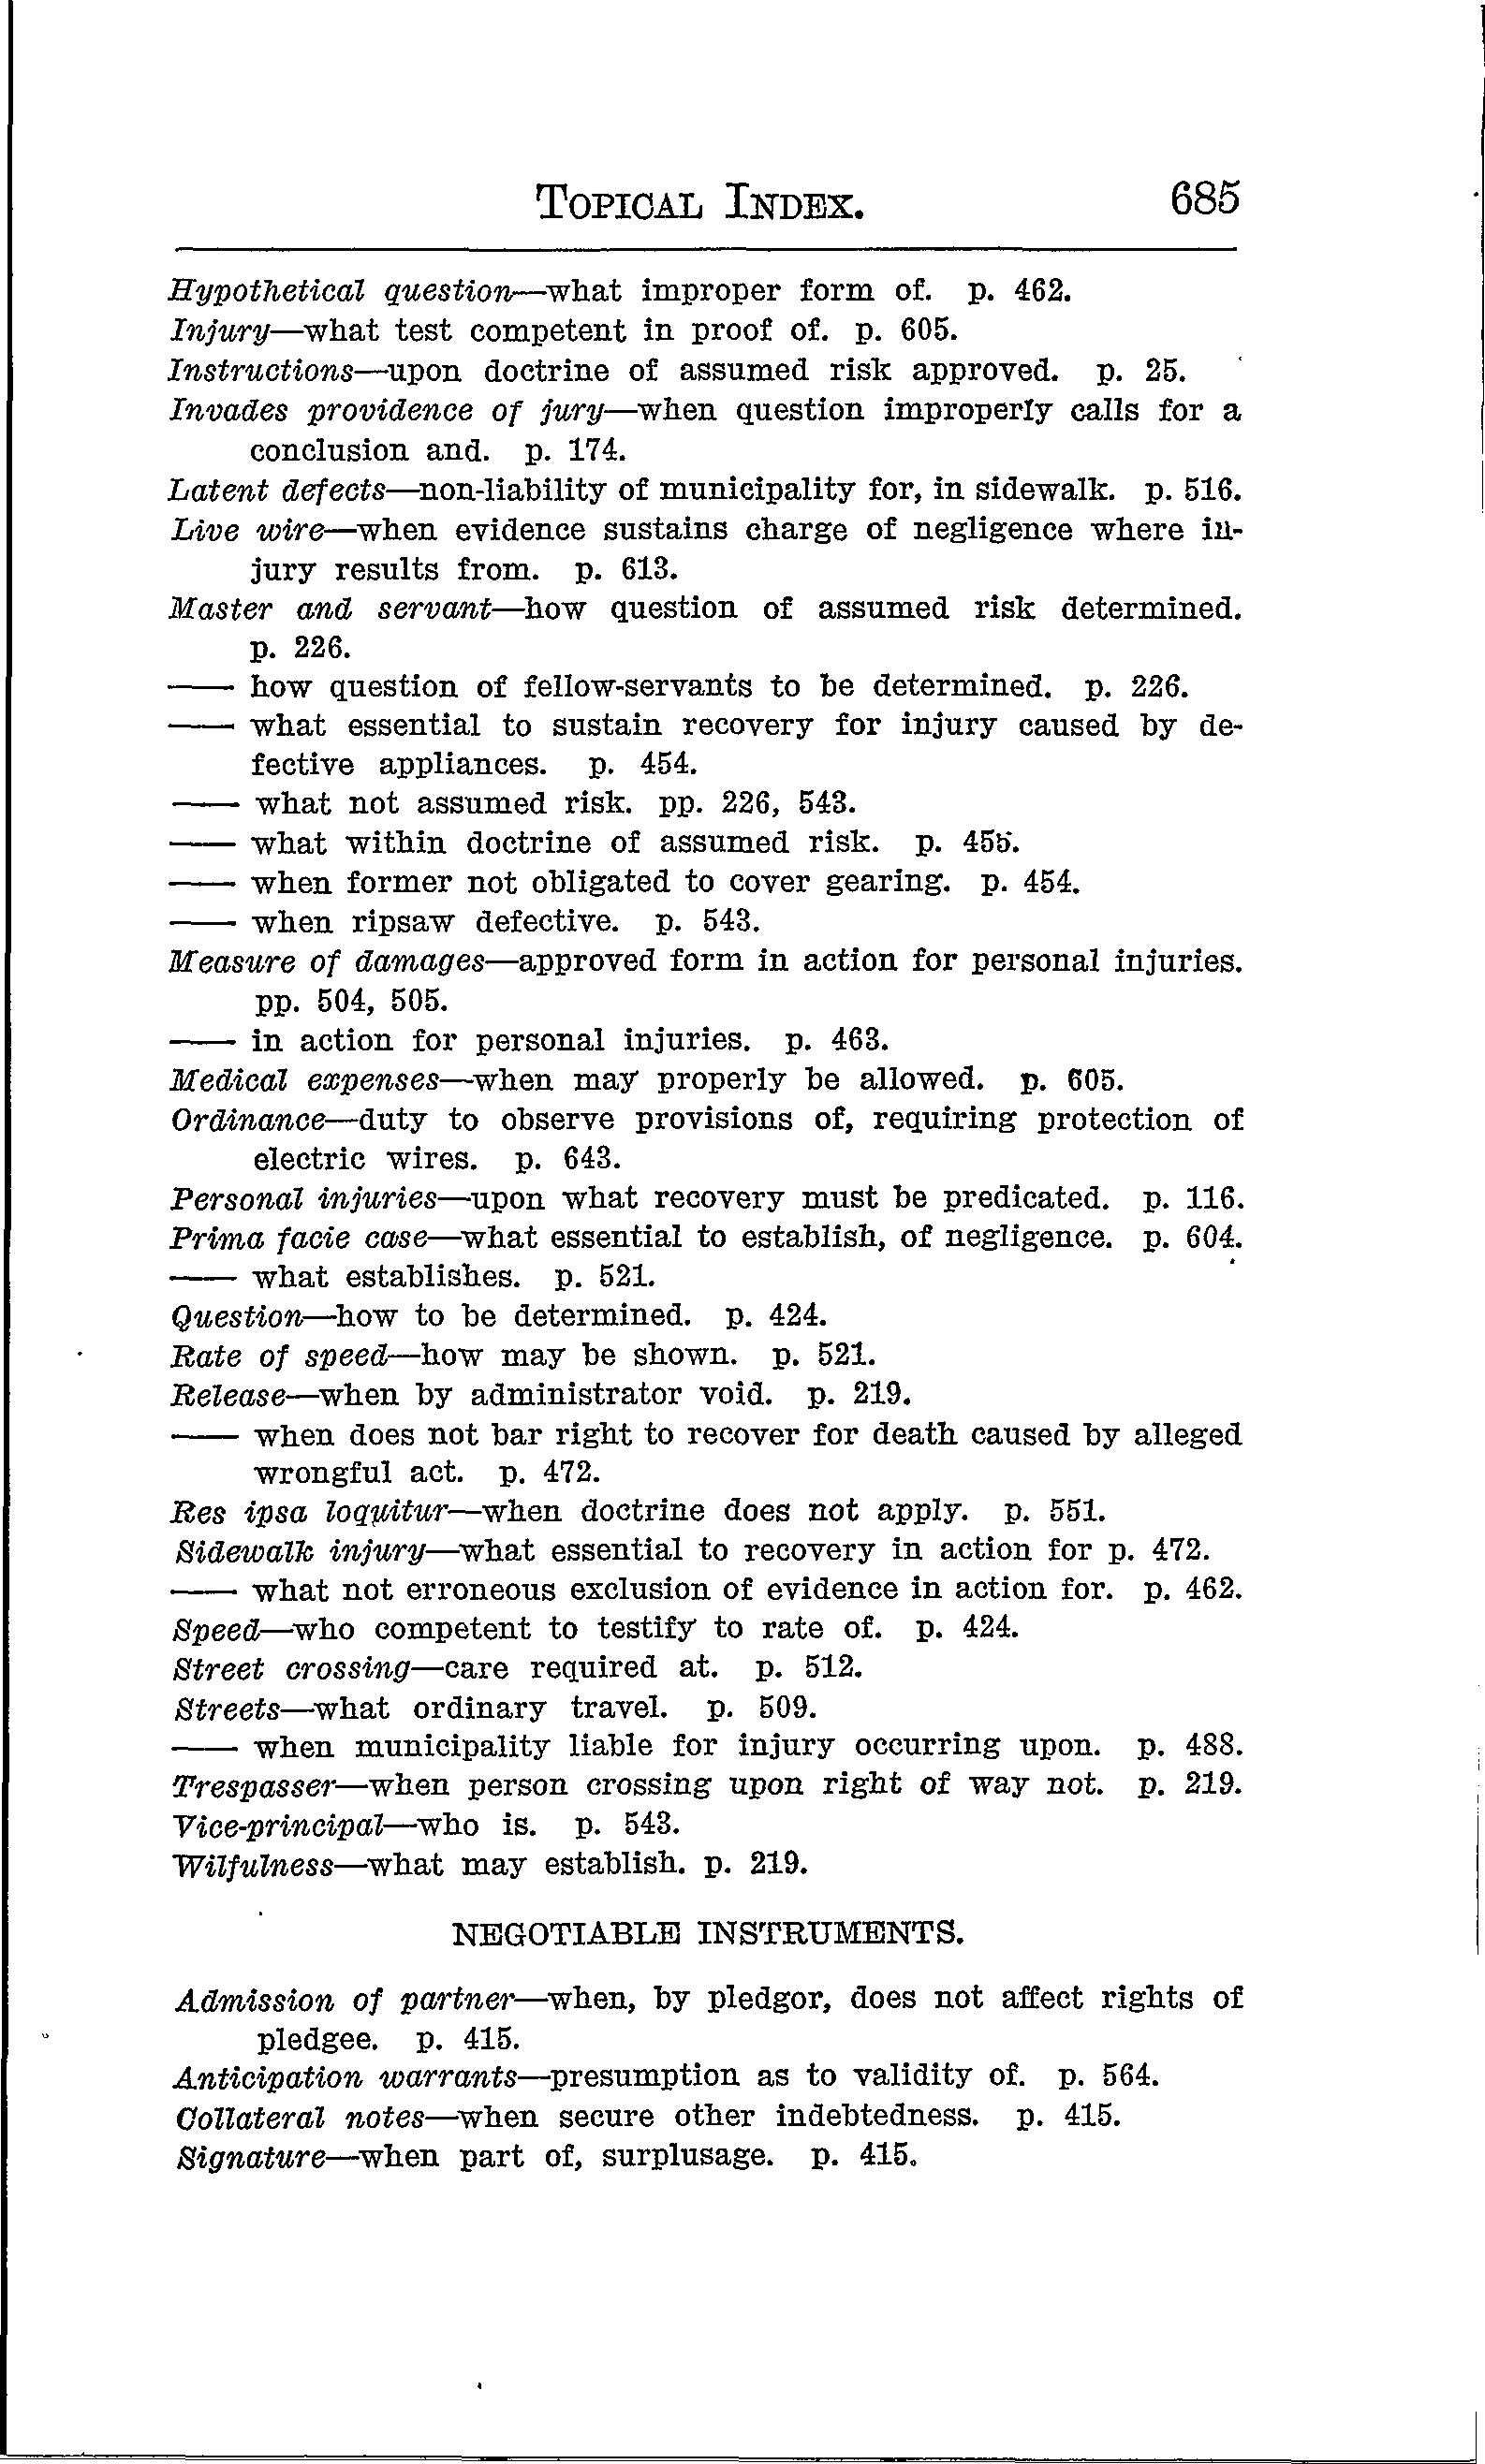 TOPICAL INDEX. 685
Hypothetical question—what improper form of. p. 462.
Injury—what test competent in proof of. p. 605.
Instructions—upon doctrine of assumed risk approved. p. 25.
Invades providence of jury—when question improperly calls for a
conclusion and. p. 174.
Latent defects—non-liability of municipality for, in sidewalk. p. 516.
Live wire—when evidence sustains charge of negligence where in-
jury results from. p. 613.
Master and servant—how question of assumed risk determined.
p. 226.
—— how question of fellow-servants to be determined. p. 226.
—— what essential to sustain recovery for injury caused by de-
fective appliances. p. 454.
—— what not assumed risk. pp. 226, 543.
—— what within doctrine of assumed risk. p. 455.
—— when former not obligated to cover gearing. p. 454.
—— when ripsaw defective. p. 543.
Measure of damages—approved form in action for personal injuries.
pp. 504, 505.
—— in action for personal injuries. p. 463.
Medical expenses—when may properly be allowed. p. 605.
Ordinance—duty to observe provisions of, requiring protection of
electric wires. p. 643.
Personal injuries—upon what recovery must be predicated. p. 116.
Prima facie case—what essential to establish, of negligence. p. 604.
—— what establishes. p. 521.
Question—how to be determined. p. 424.
Rate of speed—how may be shown. p. 521.
Release—when by administrator void. p. 219.
—— when does not bar right to recover for death caused by alleged
wrongful act. p. 472.
Res ipsa loquitur—when doctrine does not apply. p. 551.
Sidewalk injury—what essential to recovery in action for p. 472.
—— what not erroneous exclusion of evidence in action for. p. 462.
Speed—who competent to testify to rate of. p. 424.
Street crossing—care required at. p. 512.
Streets—what ordinary travel. p. 509.
—— when municipality liable for injury occurring upon. p. 488.
Trespasser—when person crossing upon right of way not. p. 219.
Vice-principal—who is. p. 543.
Wilfulness—what may establish. p. 219.
NEGOTIABLE INSTRUMENTS.
Admission of partner—when, by pledgor, does not affect rights of
pledgee. p. 415.
Anticipation warrants—presumption as to validity of. p. 564.
Collateral notes—when secure other indebtedness. p. 415.
Signature—when part of, surplusage. p. 415.